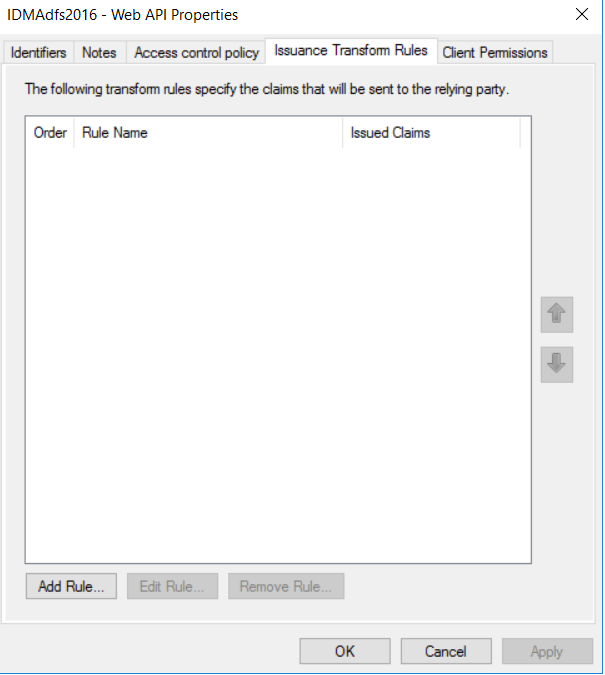 IDMAdfs2016 - Web API Properties
Identifiers Notes Access control policy Issuance Transform Rules Client Permissions
The following transform rules specify the claims that will be sent to the relying party.
Order Rule Name Issued Claims
Add Rule... Edit Rule... Remove Rule...
OK Cancel Apply